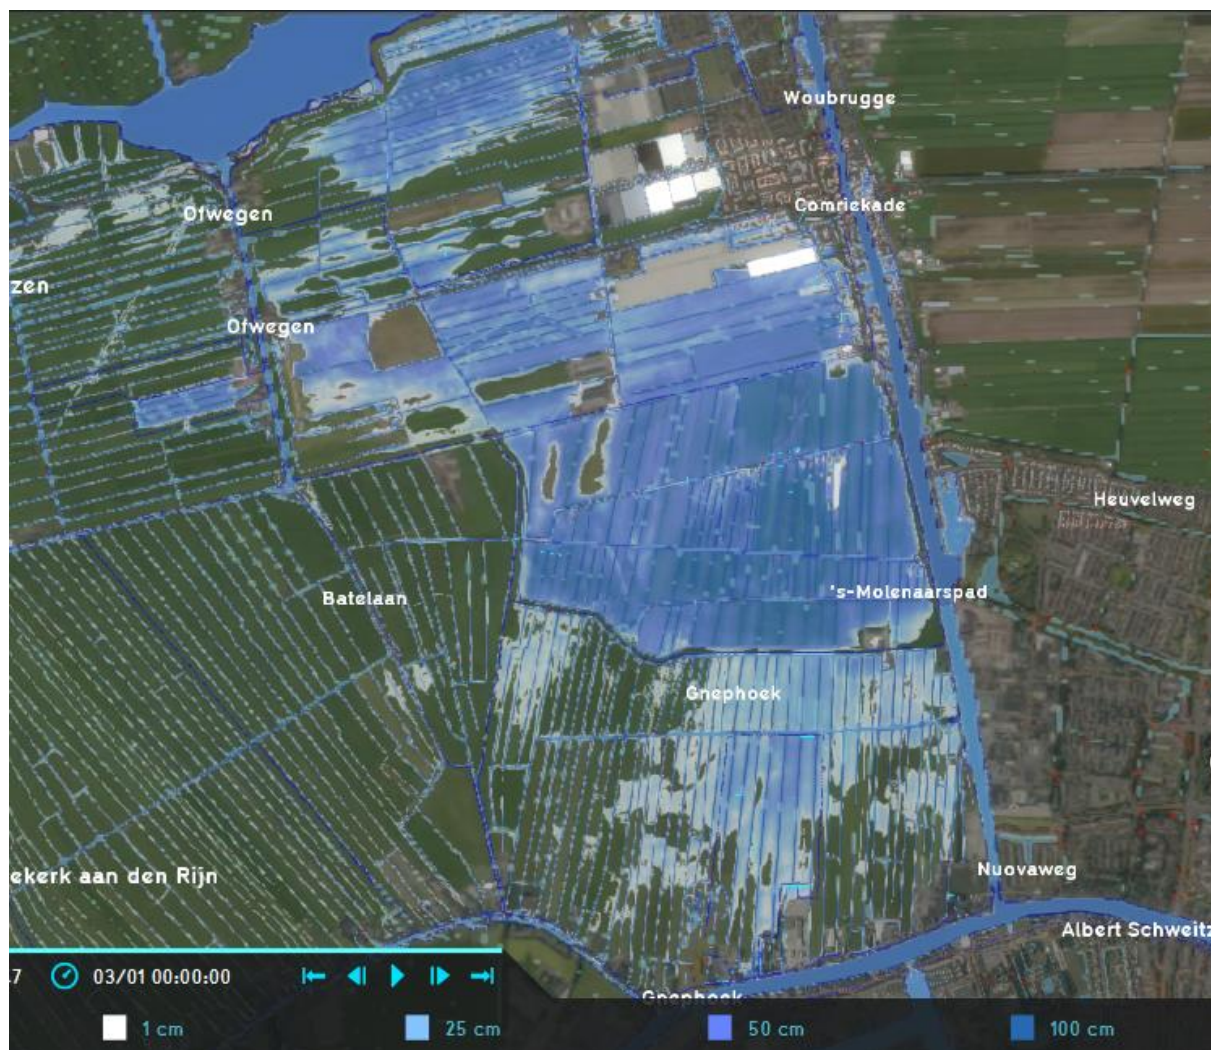 Woubrugge
Comriekade
Ofwegen
zen
Ofwegen
Heuvelweg
's-Molenaarspad
Batelaan
Gnephoek
Nuovaweg
ekerk aan den Rijn
Albert Schweitz
03/01 00:00:00
Gnephoek
1 cm
25 cm
50 cm
100 cm